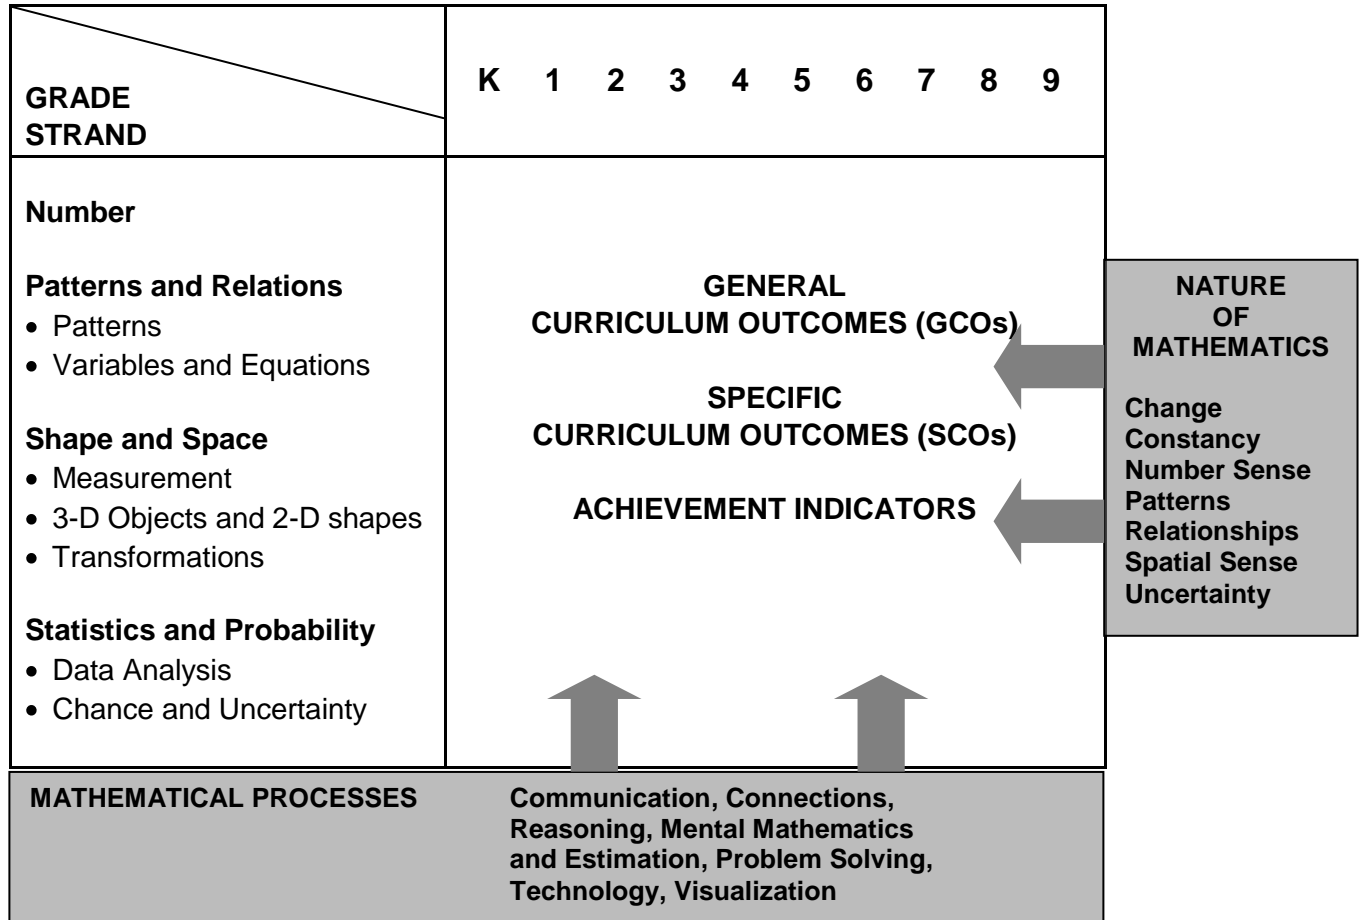 GRADE
STRAND
K 1 2 3 4 5 6 7 8 9
Number
Patterns and Relations
• Patterns
• Variables and Equations
Shape and Space
• Measurement
• 3-D Objects and 2-D shapes
• Transformations
Statistics and Probability
• Data Analysis
• Chance and Uncertainty
GENERAL
CURRICULUM OUTCOMES (GCOs)
SPECIFIC
CURRICULUM OUTCOMES (SCOs)
ACHIEVEMENT INDICATORS
NATURE
OF
MATHEMATICS
Change
Constancy
Number Sense
Patterns
Relationships
Spatial Sense
Uncertainty
MATHEMATICAL PROCESSES
Communication, Connections,
Reasoning, Mental Mathematics
and Estimation, Problem Solving,
Technology, Visualization